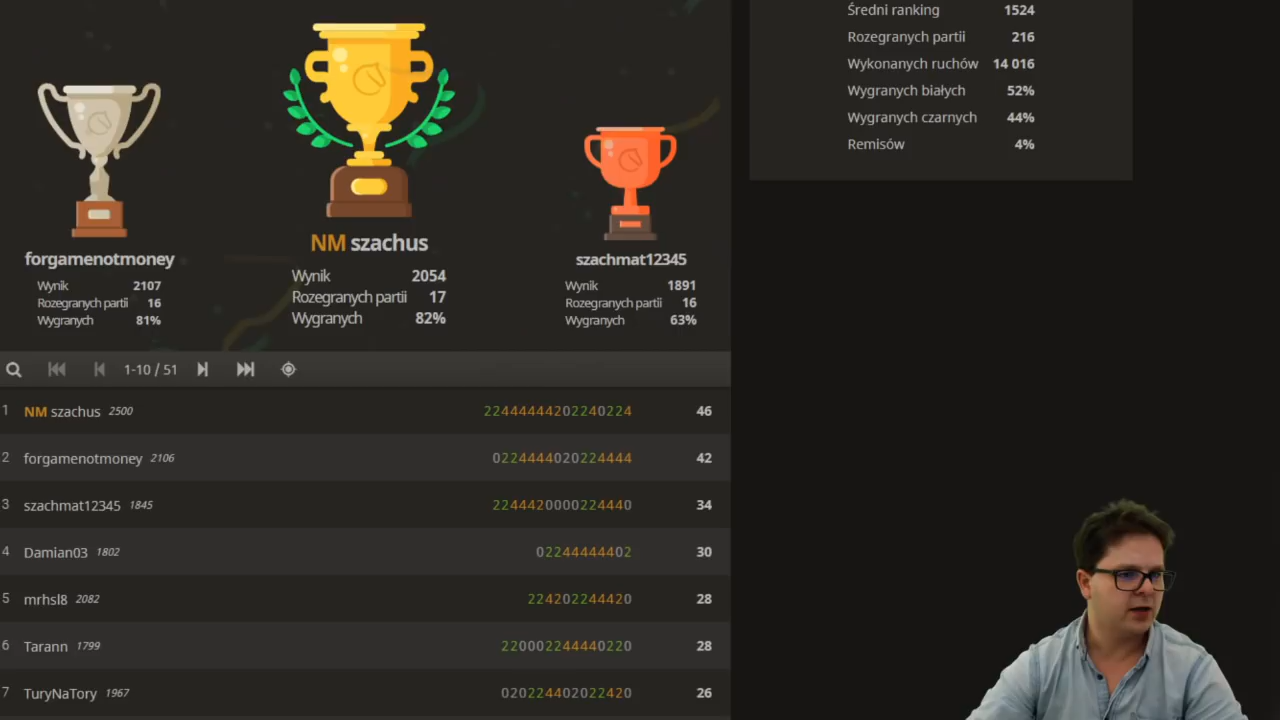 Średni ranking 1524
Rozegranych partii 216
Wykonanych ruchów 14 016
Wygranych białych 52%
Wygranych czarnych 44%
Remisów 4%
forgamenotmoney
Wynik 2107
Rozegranych partii 16
Wygranych 81%
NM szachus
Wynik 2054
Rozegranych partii 17
Wygranych 82%
szachmat12345
Wynik 1891
Rozegranych partii 16
Wygranych 63%
1-10 / 51
1 NM szachus 2500 22444444202240224 46
2 forgamenotmoney 2106 0224444020224444 42
3 szachmat12345 1845 2244420000224440 34
4 Damian03 1802 02244444402 30
5 mrhsl8 2082 224202244420 28
6 Tarann 1799 220002244440220 28
7 TuryNaTory 1967 020224402022420 26